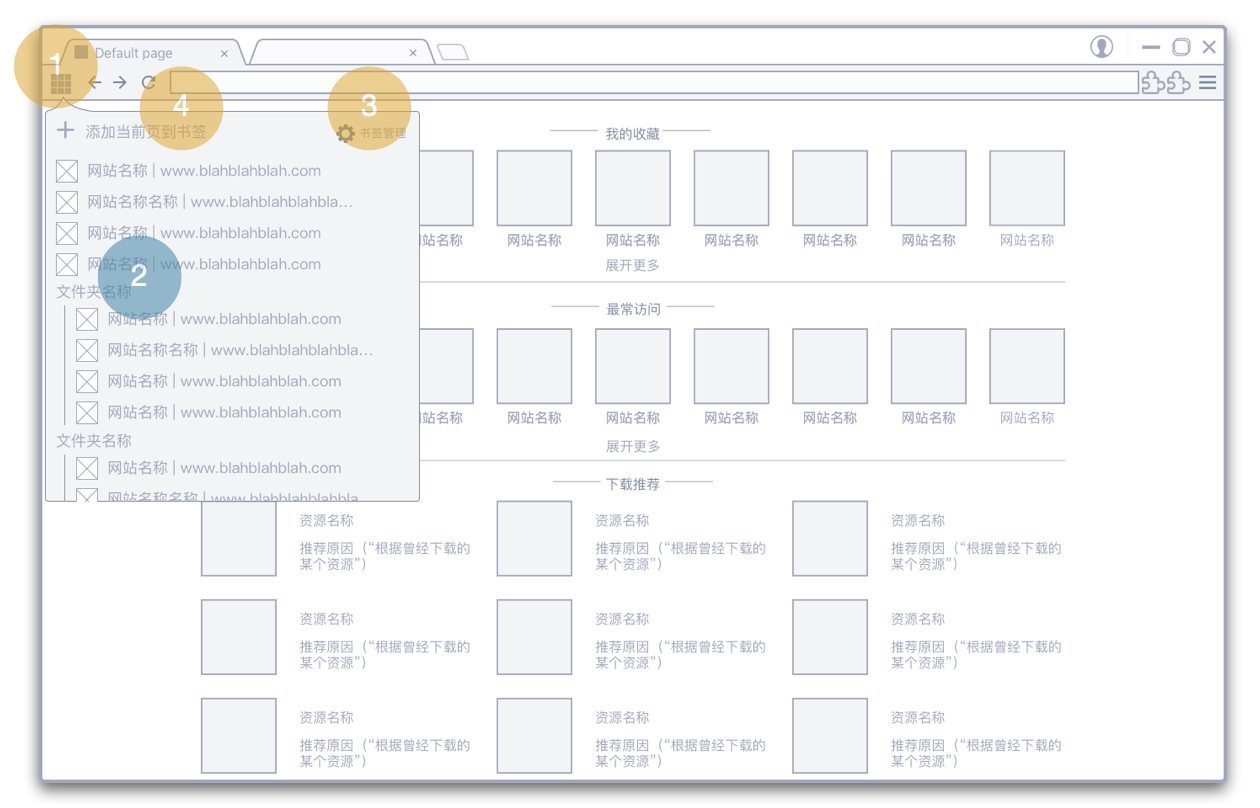 1
Default page
4
3
添加当前页到书签
书签管理
网站名称 | www.blahblahblah.com
网站名称名称 | www.blahblahblahbla...
网站名称 | www.blahblahblah.com
网站名称 | www.blahblahblah.com
2
文件夹名称
网站名称 | www.blahblahblah.com
网站名称名称 | www.blahblahblahbla...
网站名称 | www.blahblahblah.com
网站名称 | www.blahblahblah.com
文件夹名称
网站名称 | www.blahblahblah.com
网站名称名称 | www.blahblahblahbla
我的收藏
站名称 网站名称 网站名称 网站名称 网站名称 网站名称 网站名称
展开更多
最常访问
站名称 网站名称 网站名称 网站名称 网站名称 网站名称 网站名称
展开更多
下载推荐
资源名称
推荐原因（“根据曾经下载的
某个资源”）
资源名称
推荐原因（“根据曾经下载的
某个资源”）
资源名称
推荐原因（“根据曾经下载的
某个资源”）
资源名称
推荐原因（“根据曾经下载的
某个资源”）
资源名称
推荐原因（“根据曾经下载的
某个资源”）
资源名称
推荐原因（“根据曾经下载的
某个资源”）
资源名称
推荐原因（“根据曾经下载的
某个资源”）
资源名称
推荐原因（“根据曾经下载的
某个资源”）
资源名称
推荐原因（“根据曾经下载的
某个资源”）